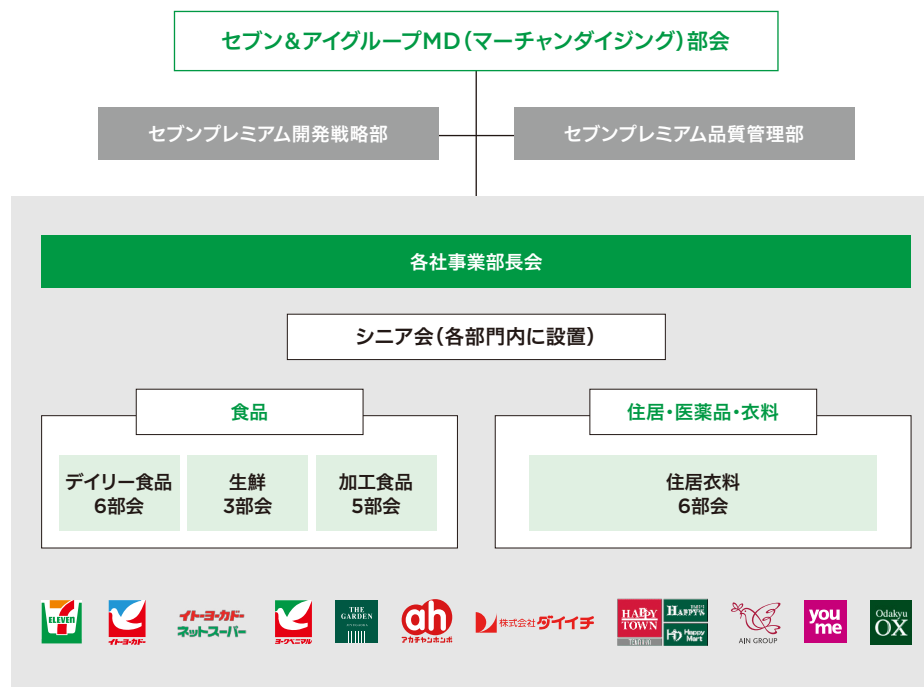 セブン&アイグループMD(マーチャンダイジング)部会
セブンプレミアム開発戦略部
セブンプレミアム品質管理部
各社事業部長会
シニア会(各部門内に設置)
食品
住居・医薬品・衣料
デイリー食品
6部会
生鮮
3部会
加工食品
5部会
住居衣料
6部会
ELEVEN
イトーヨーカドー
イトーヨーカドー
ネットスーパー
ヨークベニマル
THE
GARDEN
ah
アカチャンホンポ
株式会社ダイイチ
HAPPY
TOWN
HAPPY'S
Happy
Mart
AIN GROUP
you
me
Odakyu
OX